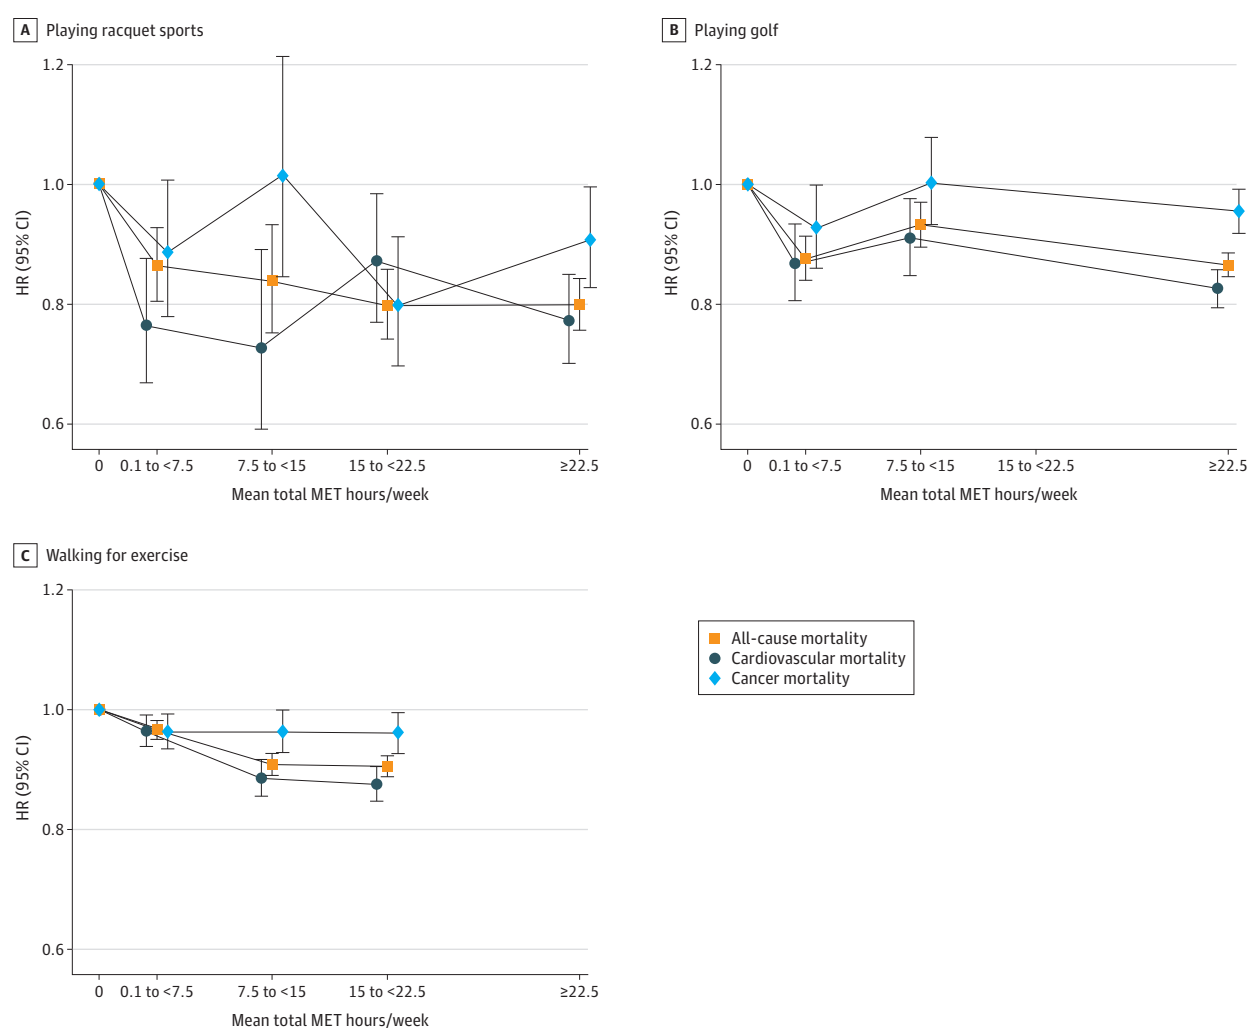 A Playing racquet sports
1.2
1.0
0.8
0.6
HR (95% CI)
0 0.1 to <7.5 7.5 to <15 15 to <22.5 ≥22.5
Mean total MET hours/week
B Playing golf
1.2
1.0
0.8
0.6
HR (95% CI)
0 0.1 to <7.5 7.5 to <15 15 to <22.5 ≥22.5
Mean total MET hours/week
C Walking for exercise
1.2
1.0
0.8
0.6
HR (95% CI)
0 0.1 to <7.5 7.5 to <15 15 to <22.5 ≥22.5
Mean total MET hours/week
All-cause mortality
Cardiovascular mortality
Cancer mortality